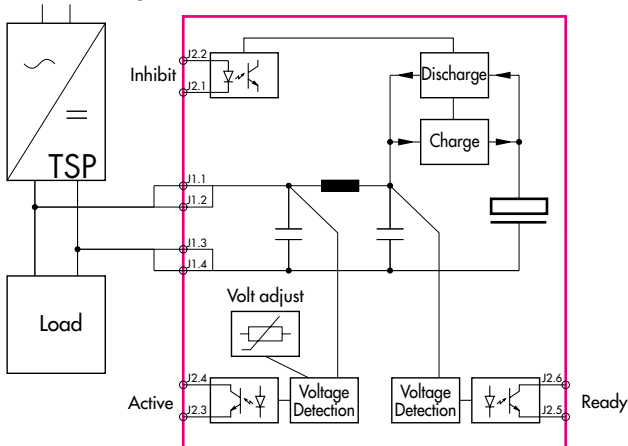 J2.2
Inhibit
J2.1
Discharge
Charge
TSP
J1.1
J1.2
J1.3
J1.4
Load
Volt adjust
J2.4
Active
J2.3
Voltage
Detection
Voltage
Detection
J2.6
Ready
J2.5